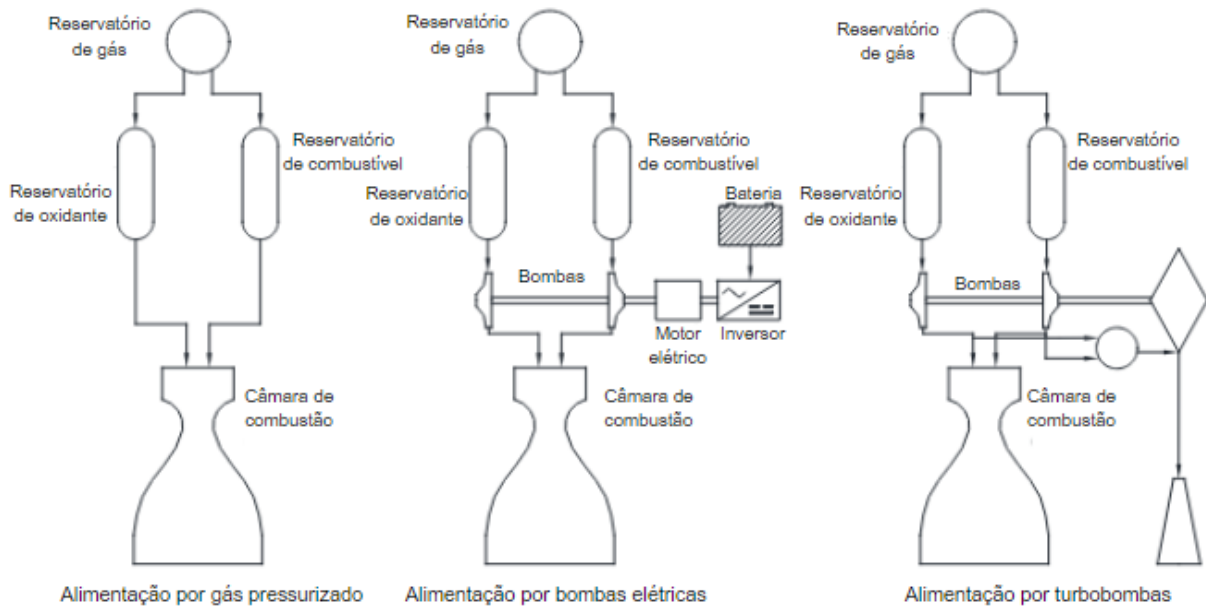 Reservatório
de gás
Reservatório
de combustível
Reservatório
de oxidante
Câmara de
combustão
Alimentação por gás pressurizado
Reservatório
de gás
Reservatório
de combustível
Reservatório
de oxidante
Bateria
Bombas
Motor
elétrico
Inversor
Câmara de
combustão
Alimentação por bombas elétricas
Reservatório
de gás
Reservatório
de combustível
Reservatório
de oxidante
Bombas
Câmara de
combustão
Alimentação por turbobombas